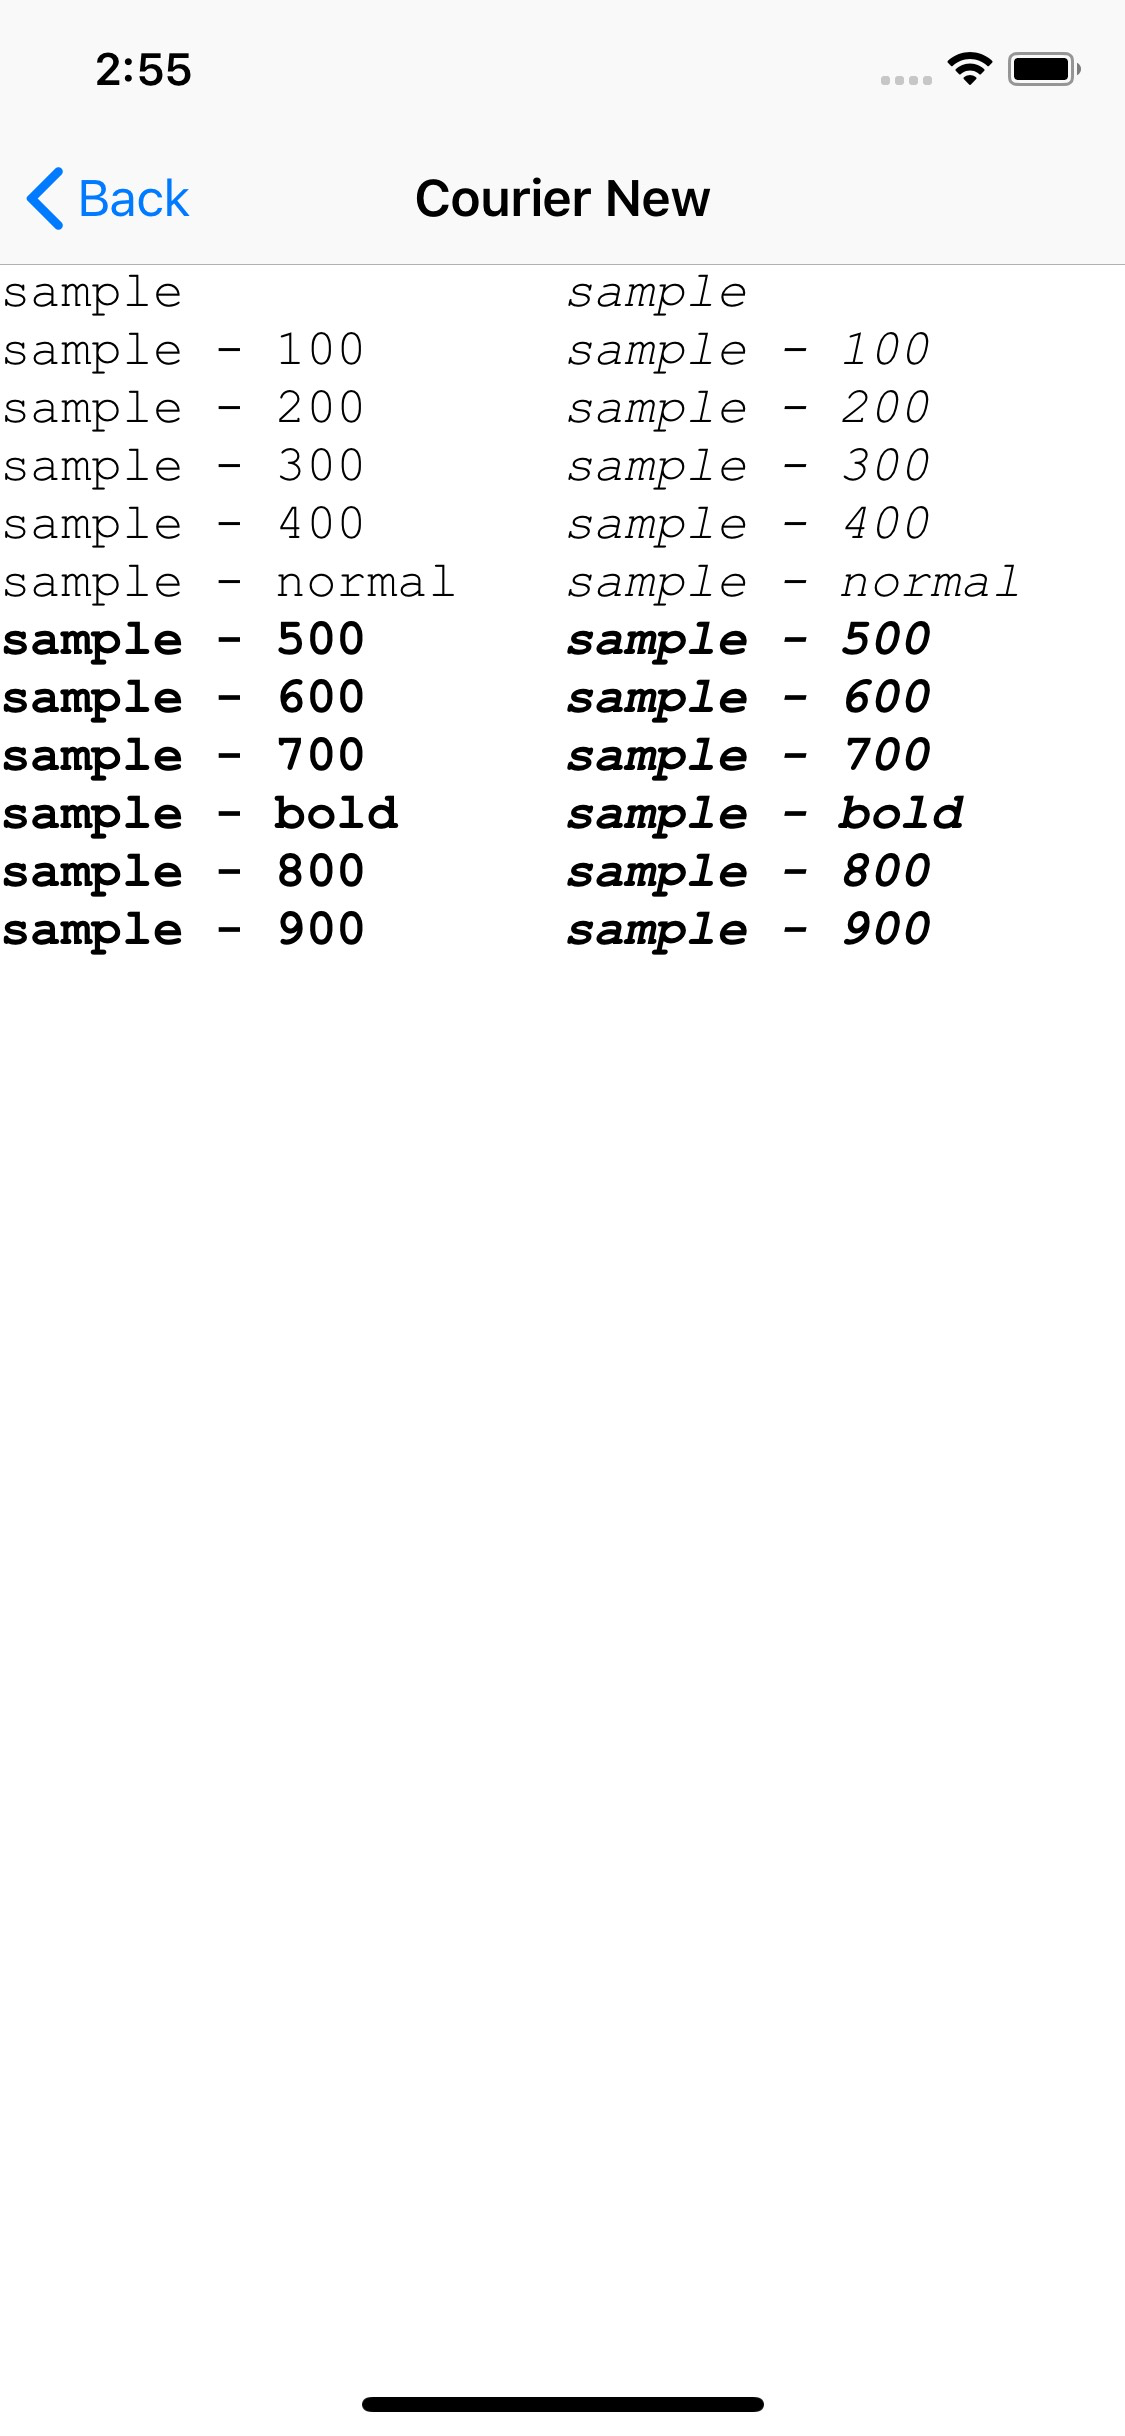 2:55
Back Courier New
sample sample
sample - 100 sample - 100
sample - 200 sample - 200
sample - 300 sample - 300
sample - 400 sample - 400
sample - normal sample - normal
sample - 500 sample - 500
sample - 600 sample - 600
sample - 700 sample - 700
sample - bold sample - bold
sample - 800 sample - 800
sample - 900 sample - 900